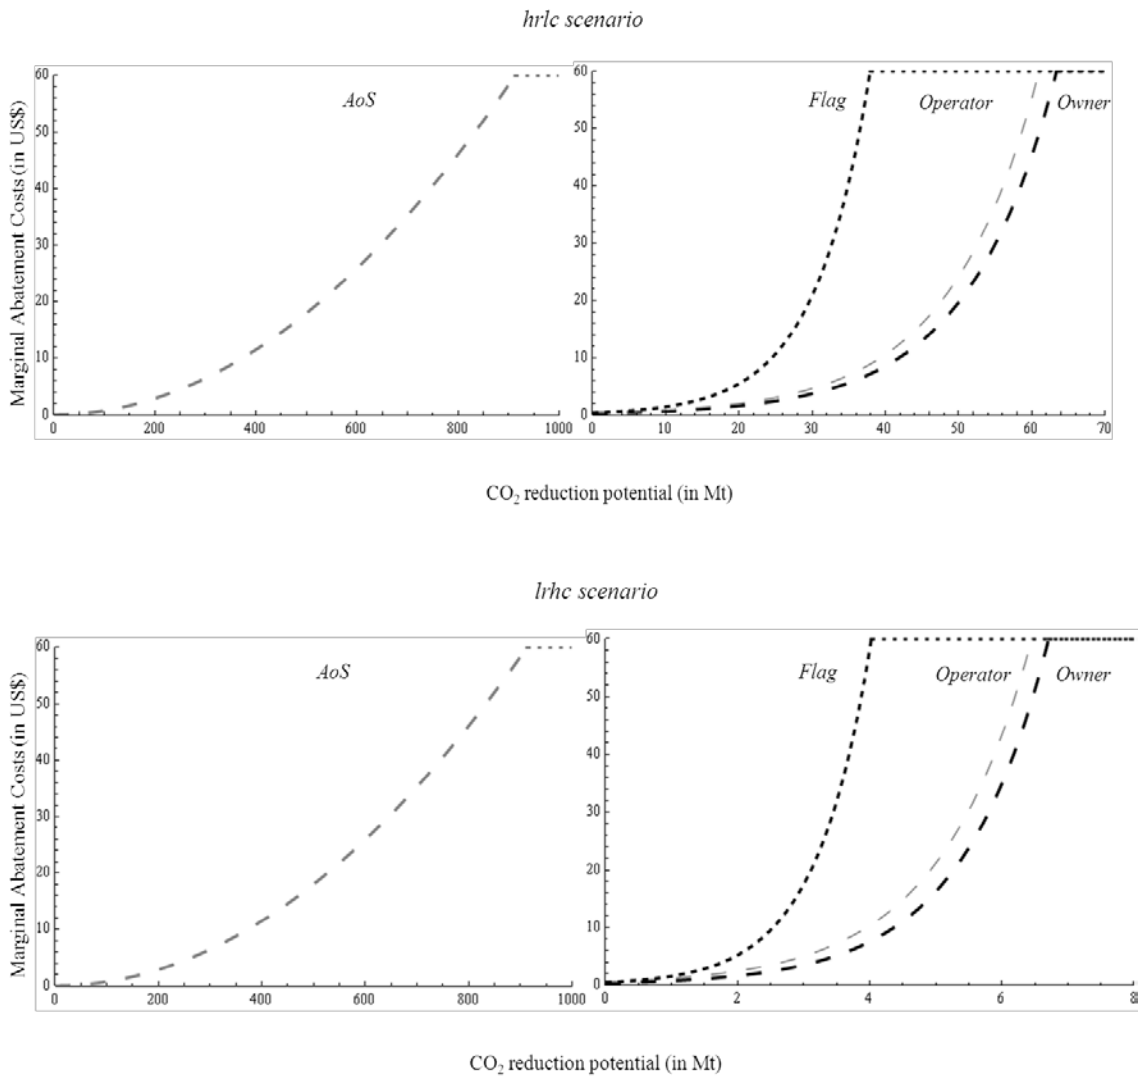 hrlc scenario
Marginal Abatement Costs (in US$)
60
50
40
30
20
10
0
AoS
0 200 400 600 800 1000
60
50
40
30
20
10
0
Flag Operator Owner
0 10 20 30 40 50 60 70
CO₂ reduction potential (in Mt)
lrhc scenario
Marginal Abatement Costs (in US$)
60
50
40
30
20
10
0
AoS
0 200 400 600 800 1000
60
50
40
30
20
10
0
Flag Operator Owner
0 2 4 6 8
CO₂ reduction potential (in Mt)